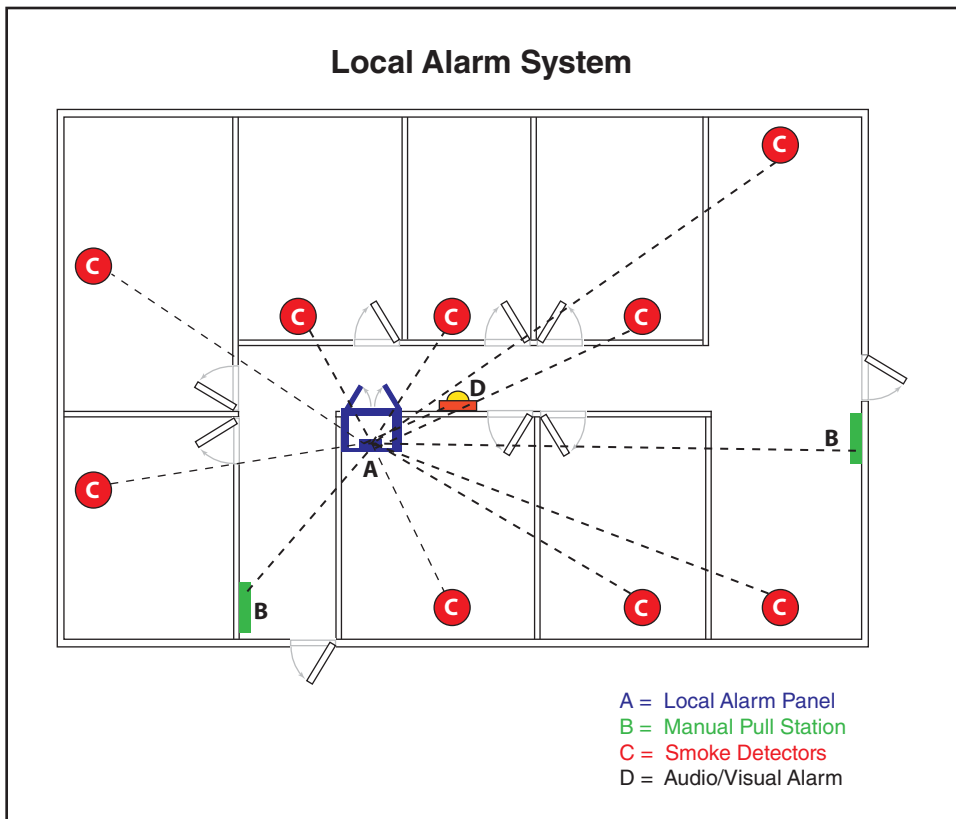 Local Alarm System
C
C
C
C
C
D
B
A
C
B
C
C
C
A = Local Alarm Panel
B = Manual Pull Station
C = Smoke Detectors
D = Audio/Visual Alarm